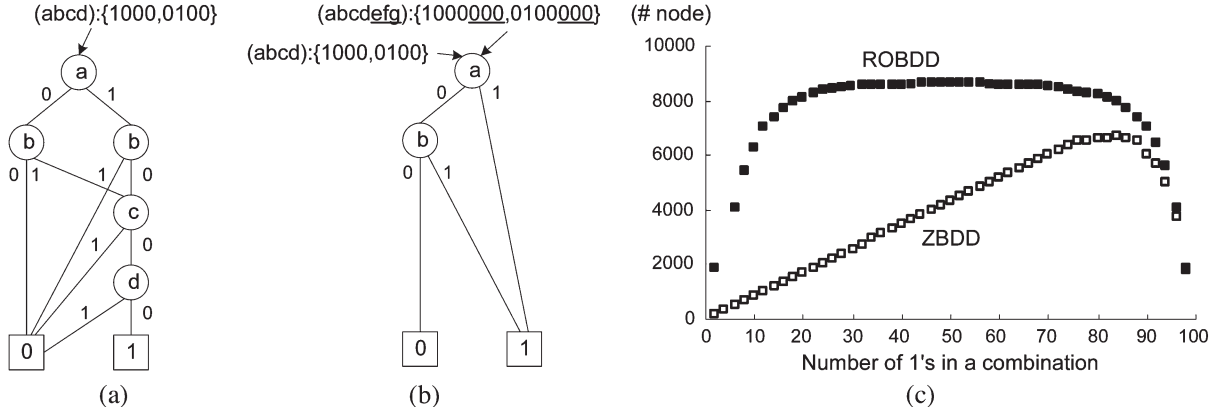 (abcd):{1000,0100}
a
0 1
b b
0 1 1 0
c
1 0
d
1 0
0 1
(a)
(abcdefg):{1000000,0100000}
(abcd):{1000,0100}
a
0 1
b
0 1
0 1
(b)
(# node)
10000
8000
6000
4000
2000
0
ROBDD
ZBDD
0 10 20 30 40 50 60 70 80 90 100
Number of 1's in a combination
(c)